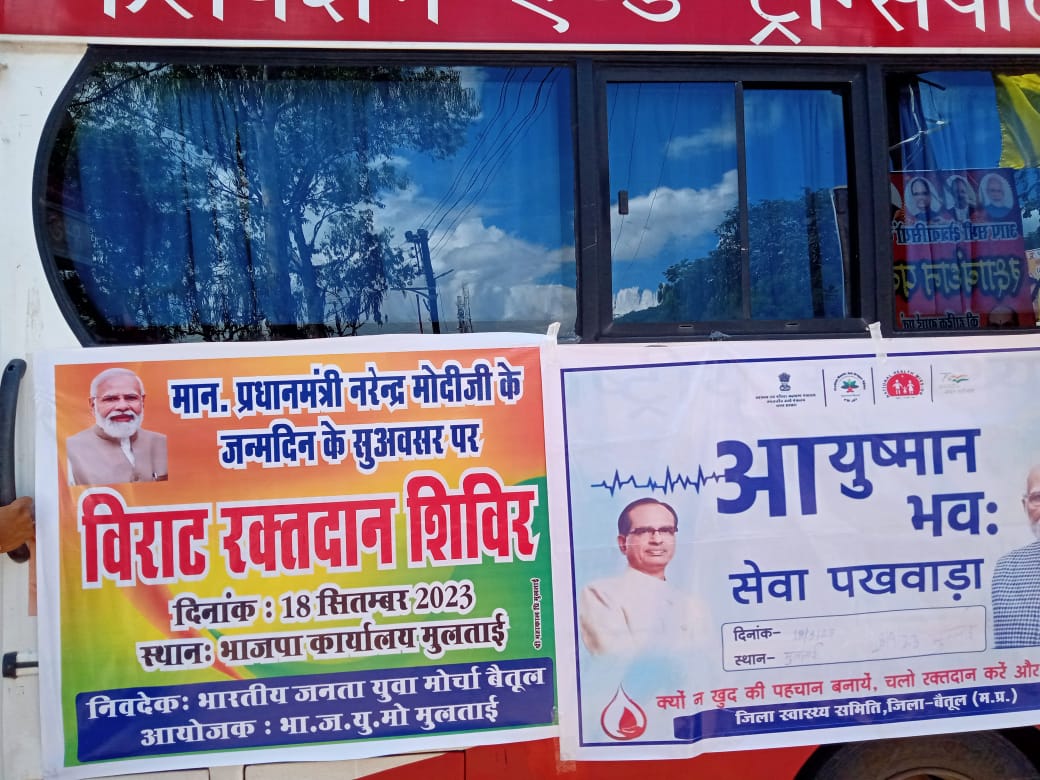 मान. प्रधानमंत्री नरेन्द्र मोदीजी के
जन्मदिन के सुअवसर पर
विराट रक्तदान शिविर
दिनांक : 18 सितम्बर 2023
स्थान: भाजपा कार्यालय मुलताई
निवदेक: भारतीय जनता युवा मोर्चा बैतूल
आयोजक : भा.ज.यु.मो मुलताई
आयुष्मान
भव:
सेवा पखवाड़ा
दिनांक-
स्थान- मुलताई
क्यों न खुद की पहचान बनायें, चलो रक्तदान करें और
जिला स्वास्थ्य समिति,जिला-बैतूल (म.प्र.)